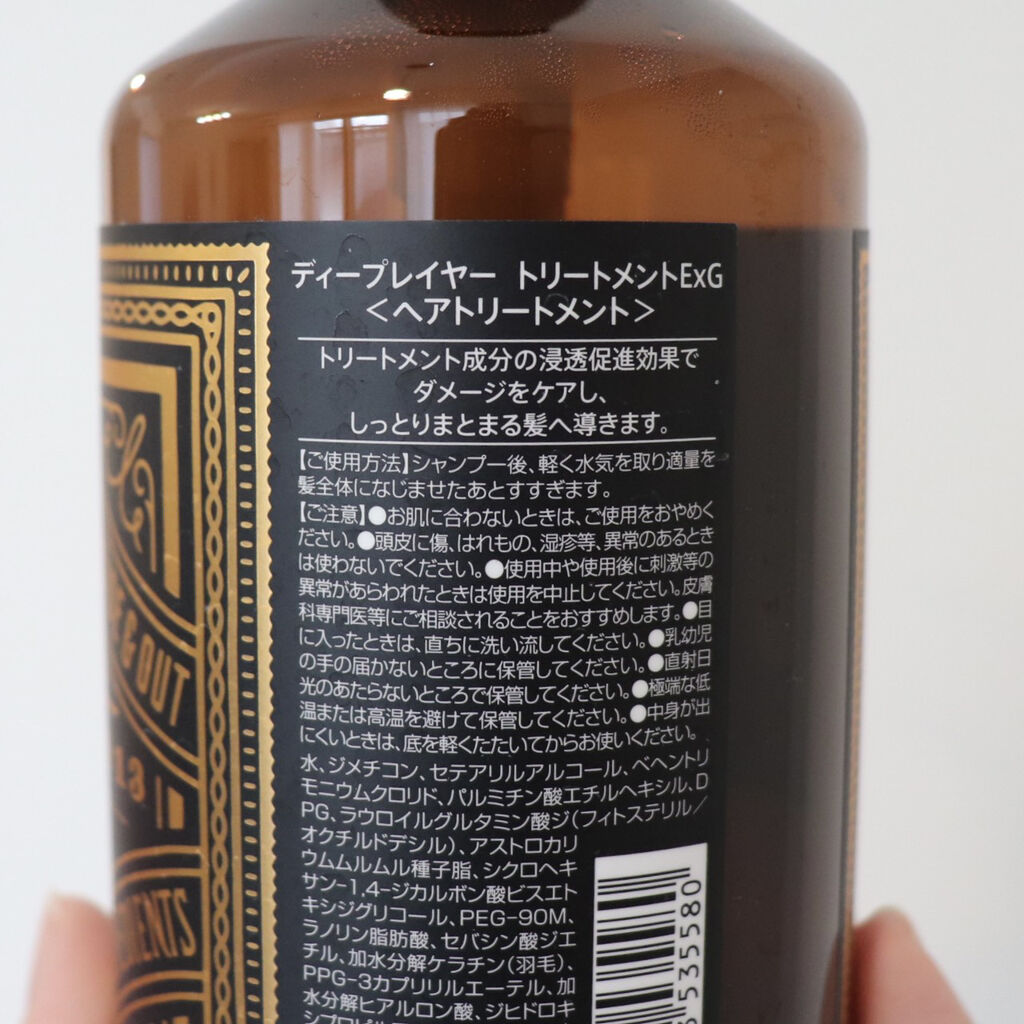 ディープレイヤー トリートメントExG
<ヘアトリートメント>
トリートメント成分の浸透促進効果で
ダメージをケアし、
しっとりまとまる髪へ導きます。
【ご使用方法】シャンプー後、軽く水気を取り適量を
髪全体になじませたあとすすぎます。
【ご注意】●お肌に合わないときは、ご使用をおやめく
ださい。●頭皮に傷、はれもの、湿疹等、異常のあるとき
は使わないでください。●使用中や使用後に刺激等の
異常があらわれたときは使用を中止してください。皮膚
科専門医等にご相談されることをおすすめします。●目
に入ったときは、直ちに洗い流してください。●乳幼児
の手の届かないところに保管してください。●直射日
光のあたらないところで保管してください。●極端な低
温または高温を避けて保管してください。●中身が出
にくいときは、底を軽くたたいてからお使いください。
水、ジメチコン、セテアリルアルコール、ベヘントリ
モニウムクロリド、パルミチン酸エチルヘキシル、D
PG、ラウロイルグルタミン酸ジ(フィトステリル/
オクチルドデシル)、アストロカリ
ウムムルムル種子脂、シクロヘキ
サン-1,4-ジカルボン酸ビスエト
キシジグリコール、PEG-90M、
ラノリン脂肪酸、セバシン酸ジエ
チル、加水分解ケラチン(羽毛)、
PPG-3カプリリルエーテル、加
水分解ヒアルロン酸、ジヒドロキ
535580